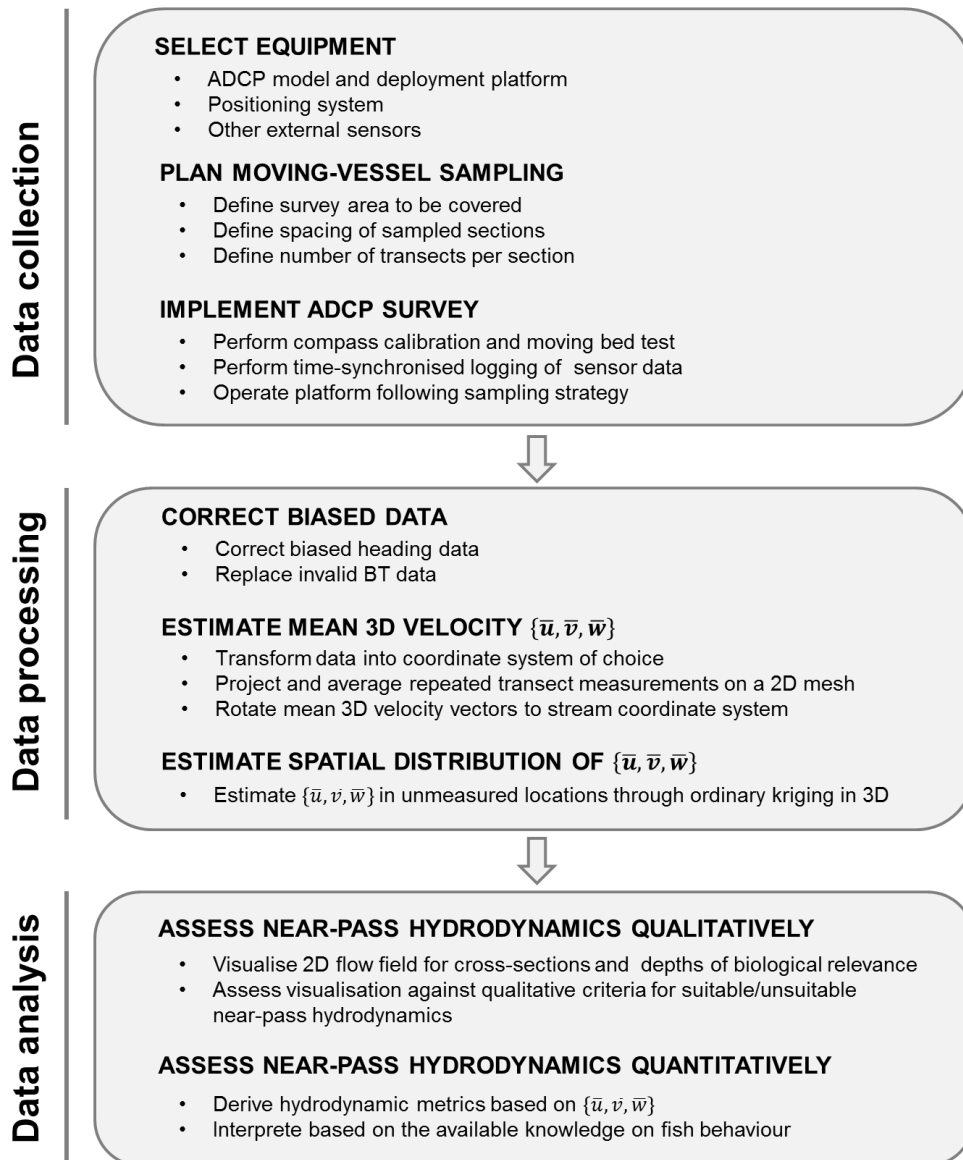 Data collection
SELECT EQUIPMENT
• ADCP model and deployment platform
• Positioning system
• Other external sensors
PLAN MOVING-VESSEL SAMPLING
• Define survey area to be covered
• Define spacing of sampled sections
• Define number of transects per section
IMPLEMENT ADCP SURVEY
• Perform compass calibration and moving bed test
• Perform time-synchronised logging of sensor data
• Operate platform following sampling strategy
Data processing
CORRECT BIASED DATA
• Correct biased heading data
• Replace invalid BT data
ESTIMATE MEAN 3D VELOCITY {u̅, v̅, w̅}
• Transform data into coordinate system of choice
• Project and average repeated transect measurements on a 2D mesh
• Rotate mean 3D velocity vectors to stream coordinate system
ESTIMATE SPATIAL DISTRIBUTION OF {u̅, v̅, w̅}
• Estimate {u̅, v̅, w̅} in unmeasured locations through ordinary kriging in 3D
Data analysis
ASSESS NEAR-PASS HYDRODYNAMICS QUALITATIVELY
• Visualise 2D flow field for cross-sections and depths of biological relevance
• Assess visualisation against qualitative criteria for suitable/unsuitable
near-pass hydrodynamics
ASSESS NEAR-PASS HYDRODYNAMICS QUANTITATIVELY
• Derive hydrodynamic metrics based on {u̅, v̅, w̅}
• Interprete based on the available knowledge on fish behaviour